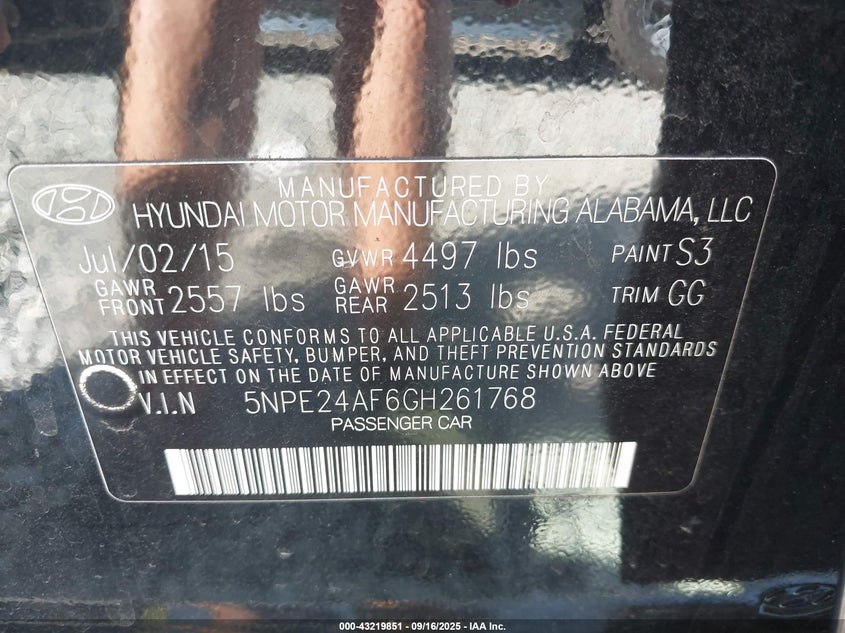 MANUFACTURED BY
HYUNDAI MOTOR MANUFACTURING ALABAMA, LLC
Jul/02/15 GVWR 4497 lbs PAINT S3
GAWR FRONT 2557 lbs GAWR REAR 2513 lbs TRIM GG
THIS VEHICLE CONFORMS TO ALL APPLICABLE U.S.A. FEDERAL
MOTOR VEHICLE SAFETY, BUMPER, AND THEFT PREVENTION STANDARDS
IN EFFECT ON THE DATE OF MANUFACTURE SHOWN ABOVE
V.I.N 5NPE24AF6GH261768
PASSENGER CAR
000-43219851 - 09/16/2025 - IAA Inc.